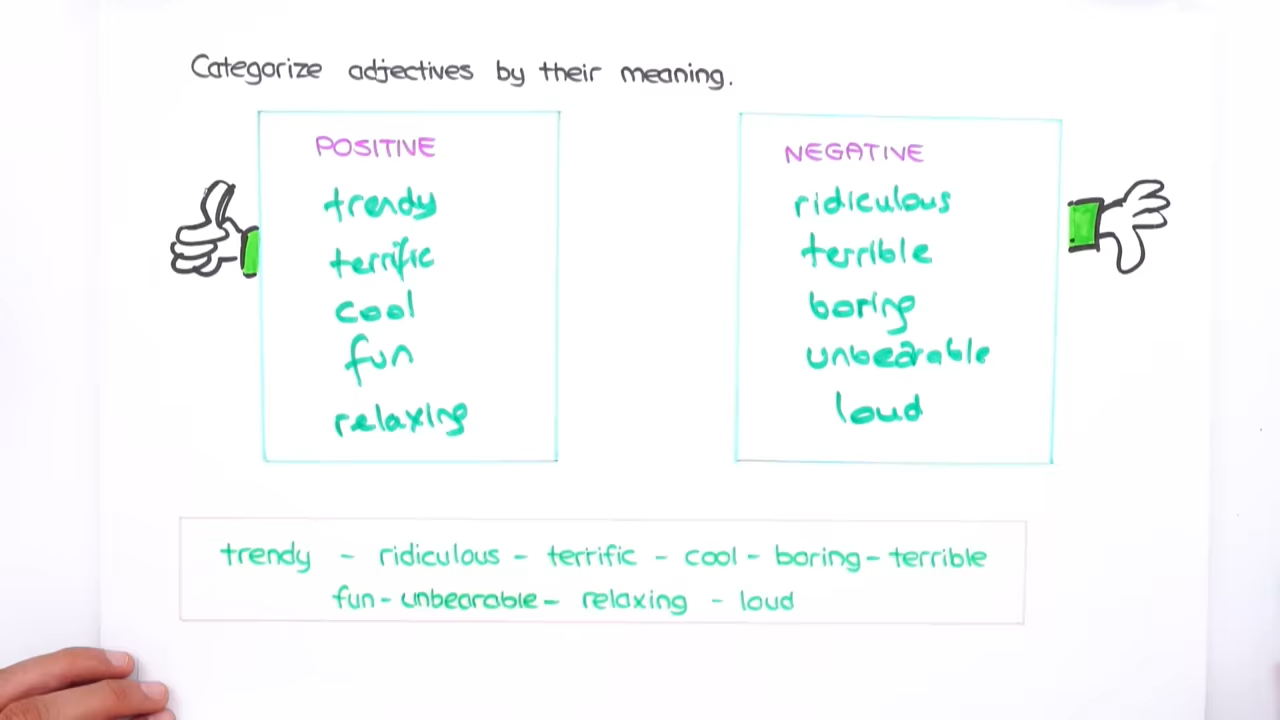 Categorize adjectives by their meaning.
POSITIVE
trendy
terrific
cool
fun
relaxing
NEGATIVE
ridiculous
terrible
boring
unbearable
loud
trendy - ridiculous - terrific - cool - boring - terrible
fun - unbearable - relaxing - loud